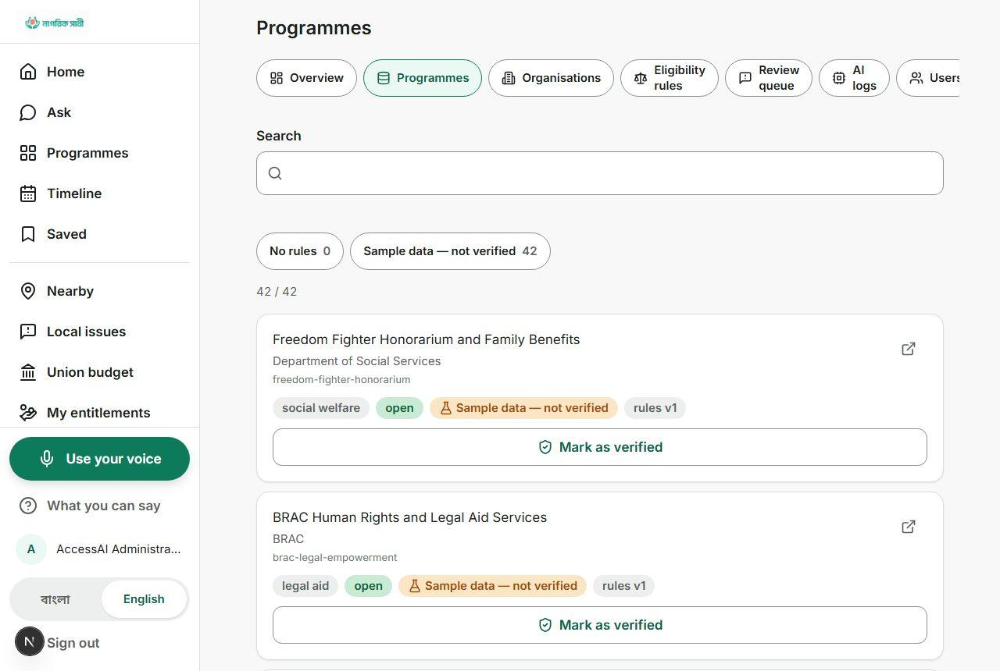 নাগরিক সাথী
Home
Ask
Programmes
Timeline
Saved
Nearby
Local issues
Union budget
My entitlements
Use your voice
What you can say
A AccessAI Administra...
বাংলা English
N Sign out
Programmes
Overview Programmes Organisations Eligibility rules Review queue AI logs Users
Search
No rules 0 Sample data — not verified 42
42 / 42
Freedom Fighter Honorarium and Family Benefits
Department of Social Services
freedom-fighter-honorarium
social welfare open Sample data — not verified rules v1
Mark as verified
BRAC Human Rights and Legal Aid Services
BRAC
brac-legal-empowerment
legal aid open Sample data — not verified rules v1
Mark as verified